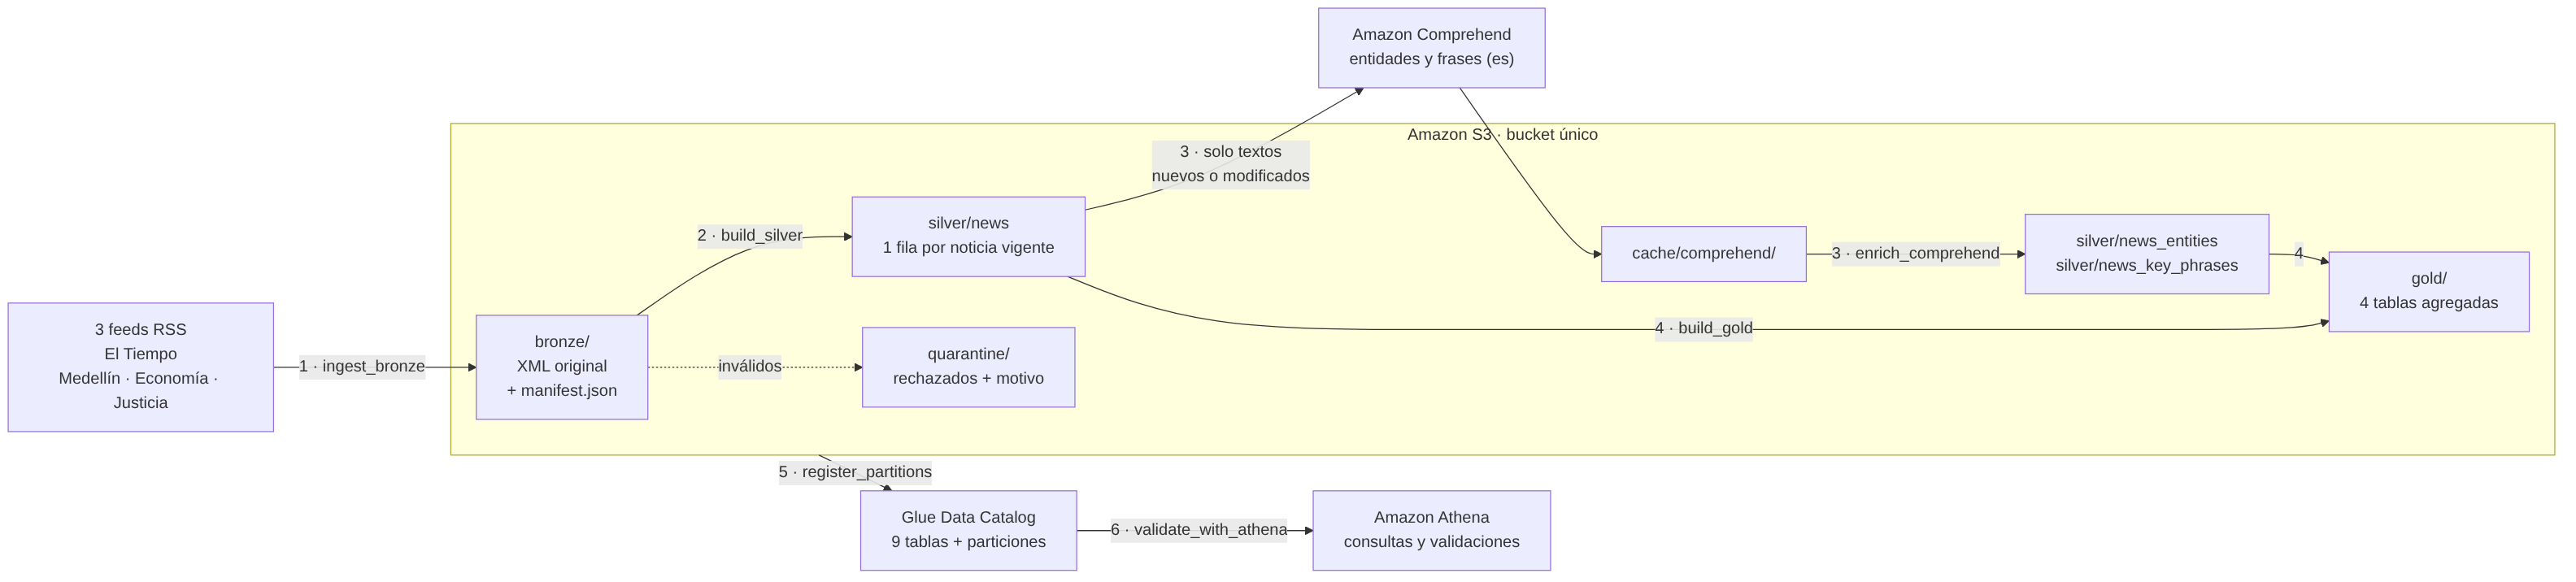 Amazon Comprehend
entidades y frases (es)
Amazon S3 · bucket único
3 · solo textos
nuevos o modificados
silver/news
1 fila por noticia vigente
2 · build_silver
cache/comprehend/
3 · enrich_comprehend
silver/news_entities
silver/news_key_phrases
4
gold/
4 tablas agregadas
3 feeds RSS
El Tiempo
Medellín · Economía ·
Justicia
1 · ingest_bronze
bronze/
XML original
+ manifest.json
inválidos
quarantine/
rechazados + motivo
4 · build_gold
5 · register_partitions
Glue Data Catalog
9 tablas + particiones
6 · validate_with_athena
Amazon Athena
consultas y validaciones